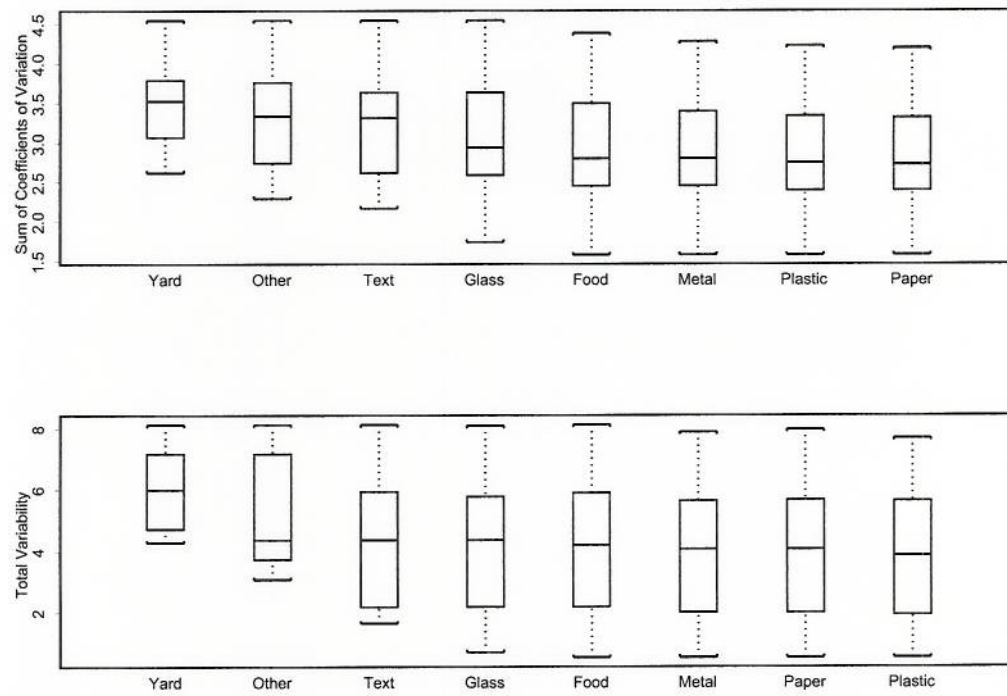 Sum of Coefficients of Variation
4.5
4.0
3.5
3.0
2.5
2.0
1.5
Yard Other Text Glass Food Metal Plastic Paper
Total Variability
8
6
4
2
Yard Other Text Glass Food Metal Paper Plastic